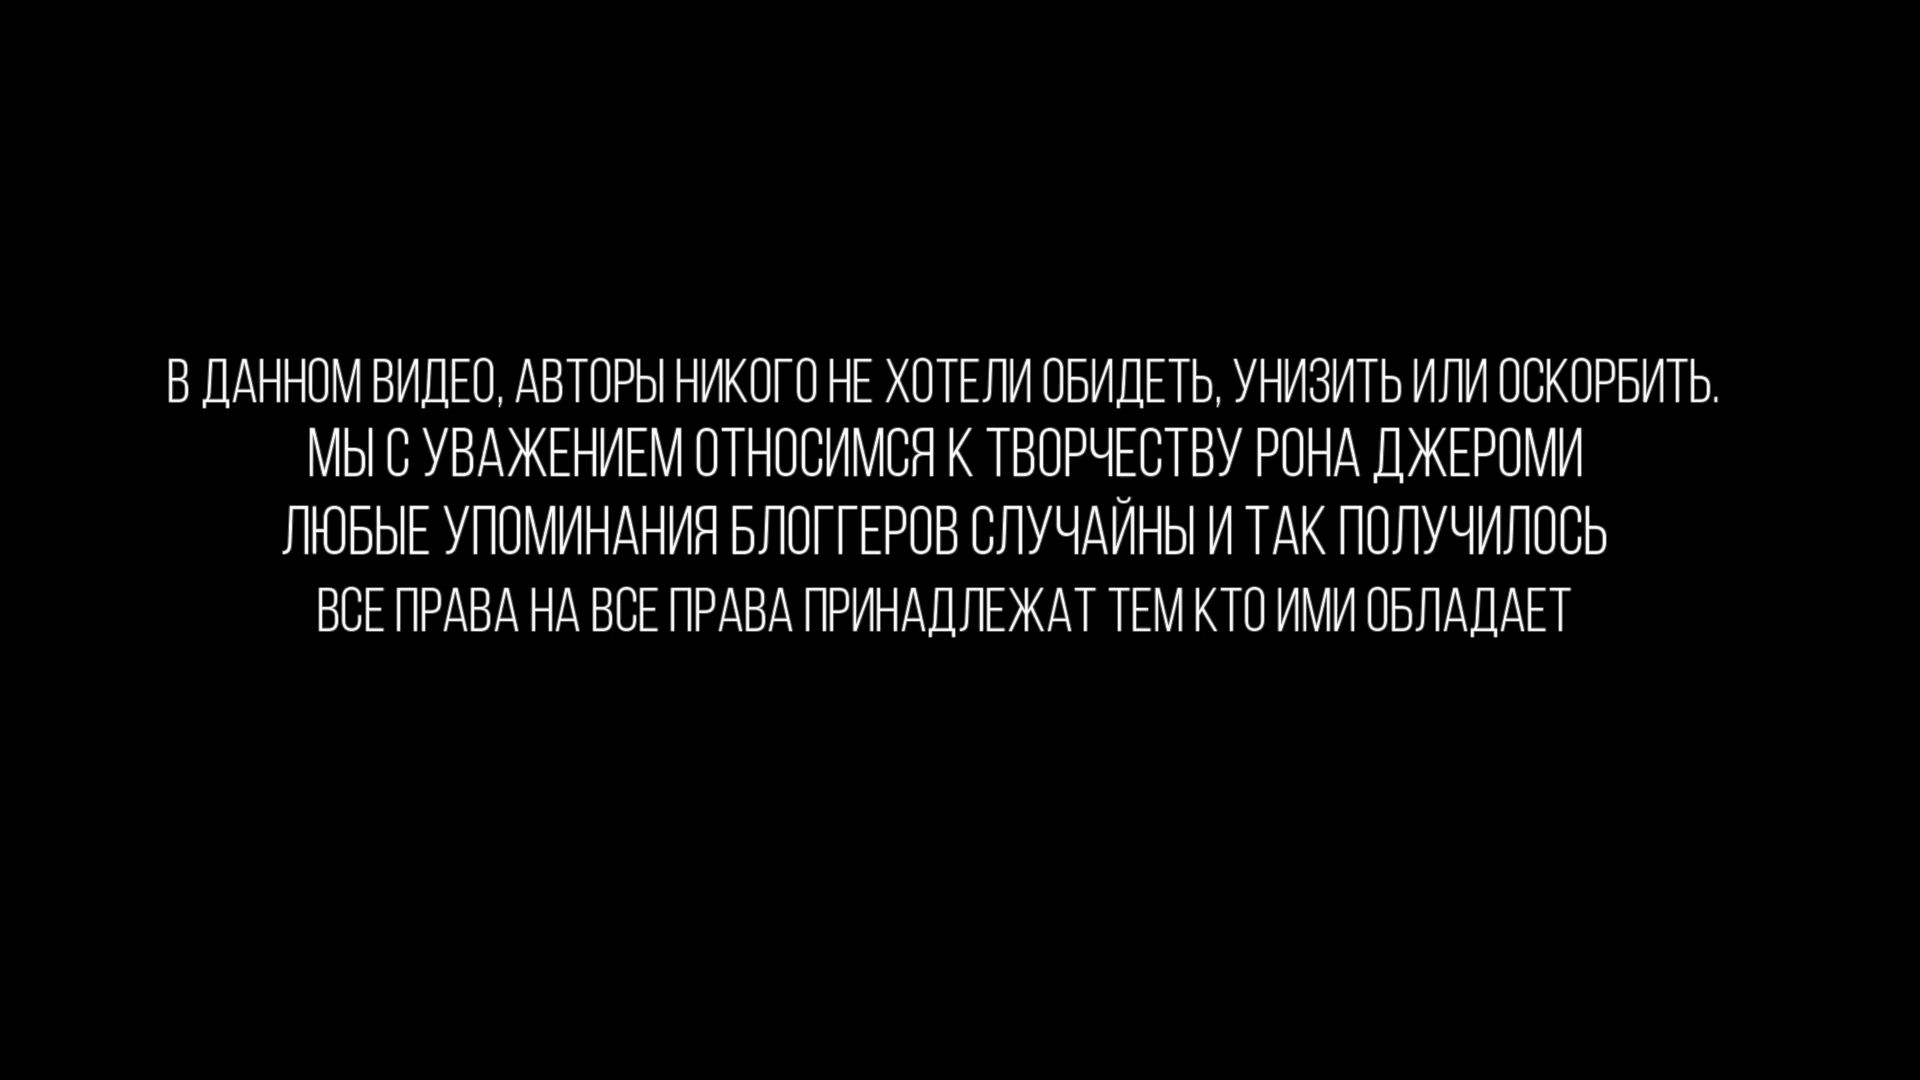 В ДАННОМ ВИДЕО, АВТОРЫ НИКОГО НЕ ХОТЕЛИ ОБИДЕТЬ, УНИЗИТЬ ИЛИ ОСКОРБИТЬ.
МЫ С УВАЖЕНИЕМ ОТНОСИМСЯ К ТВОРЧЕСТВУ РОНА ДЖЕРОМИ
ЛЮБЫЕ УПОМИНАНИЯ БЛОГГЕРОВ СЛУЧАЙНЫ И ТАК ПОЛУЧИЛОСЬ
ВСЕ ПРАВА НА ВСЕ ПРАВА ПРИНАДЛЕЖАТ ТЕМ КТО ИМИ ОБЛАДАЕТ